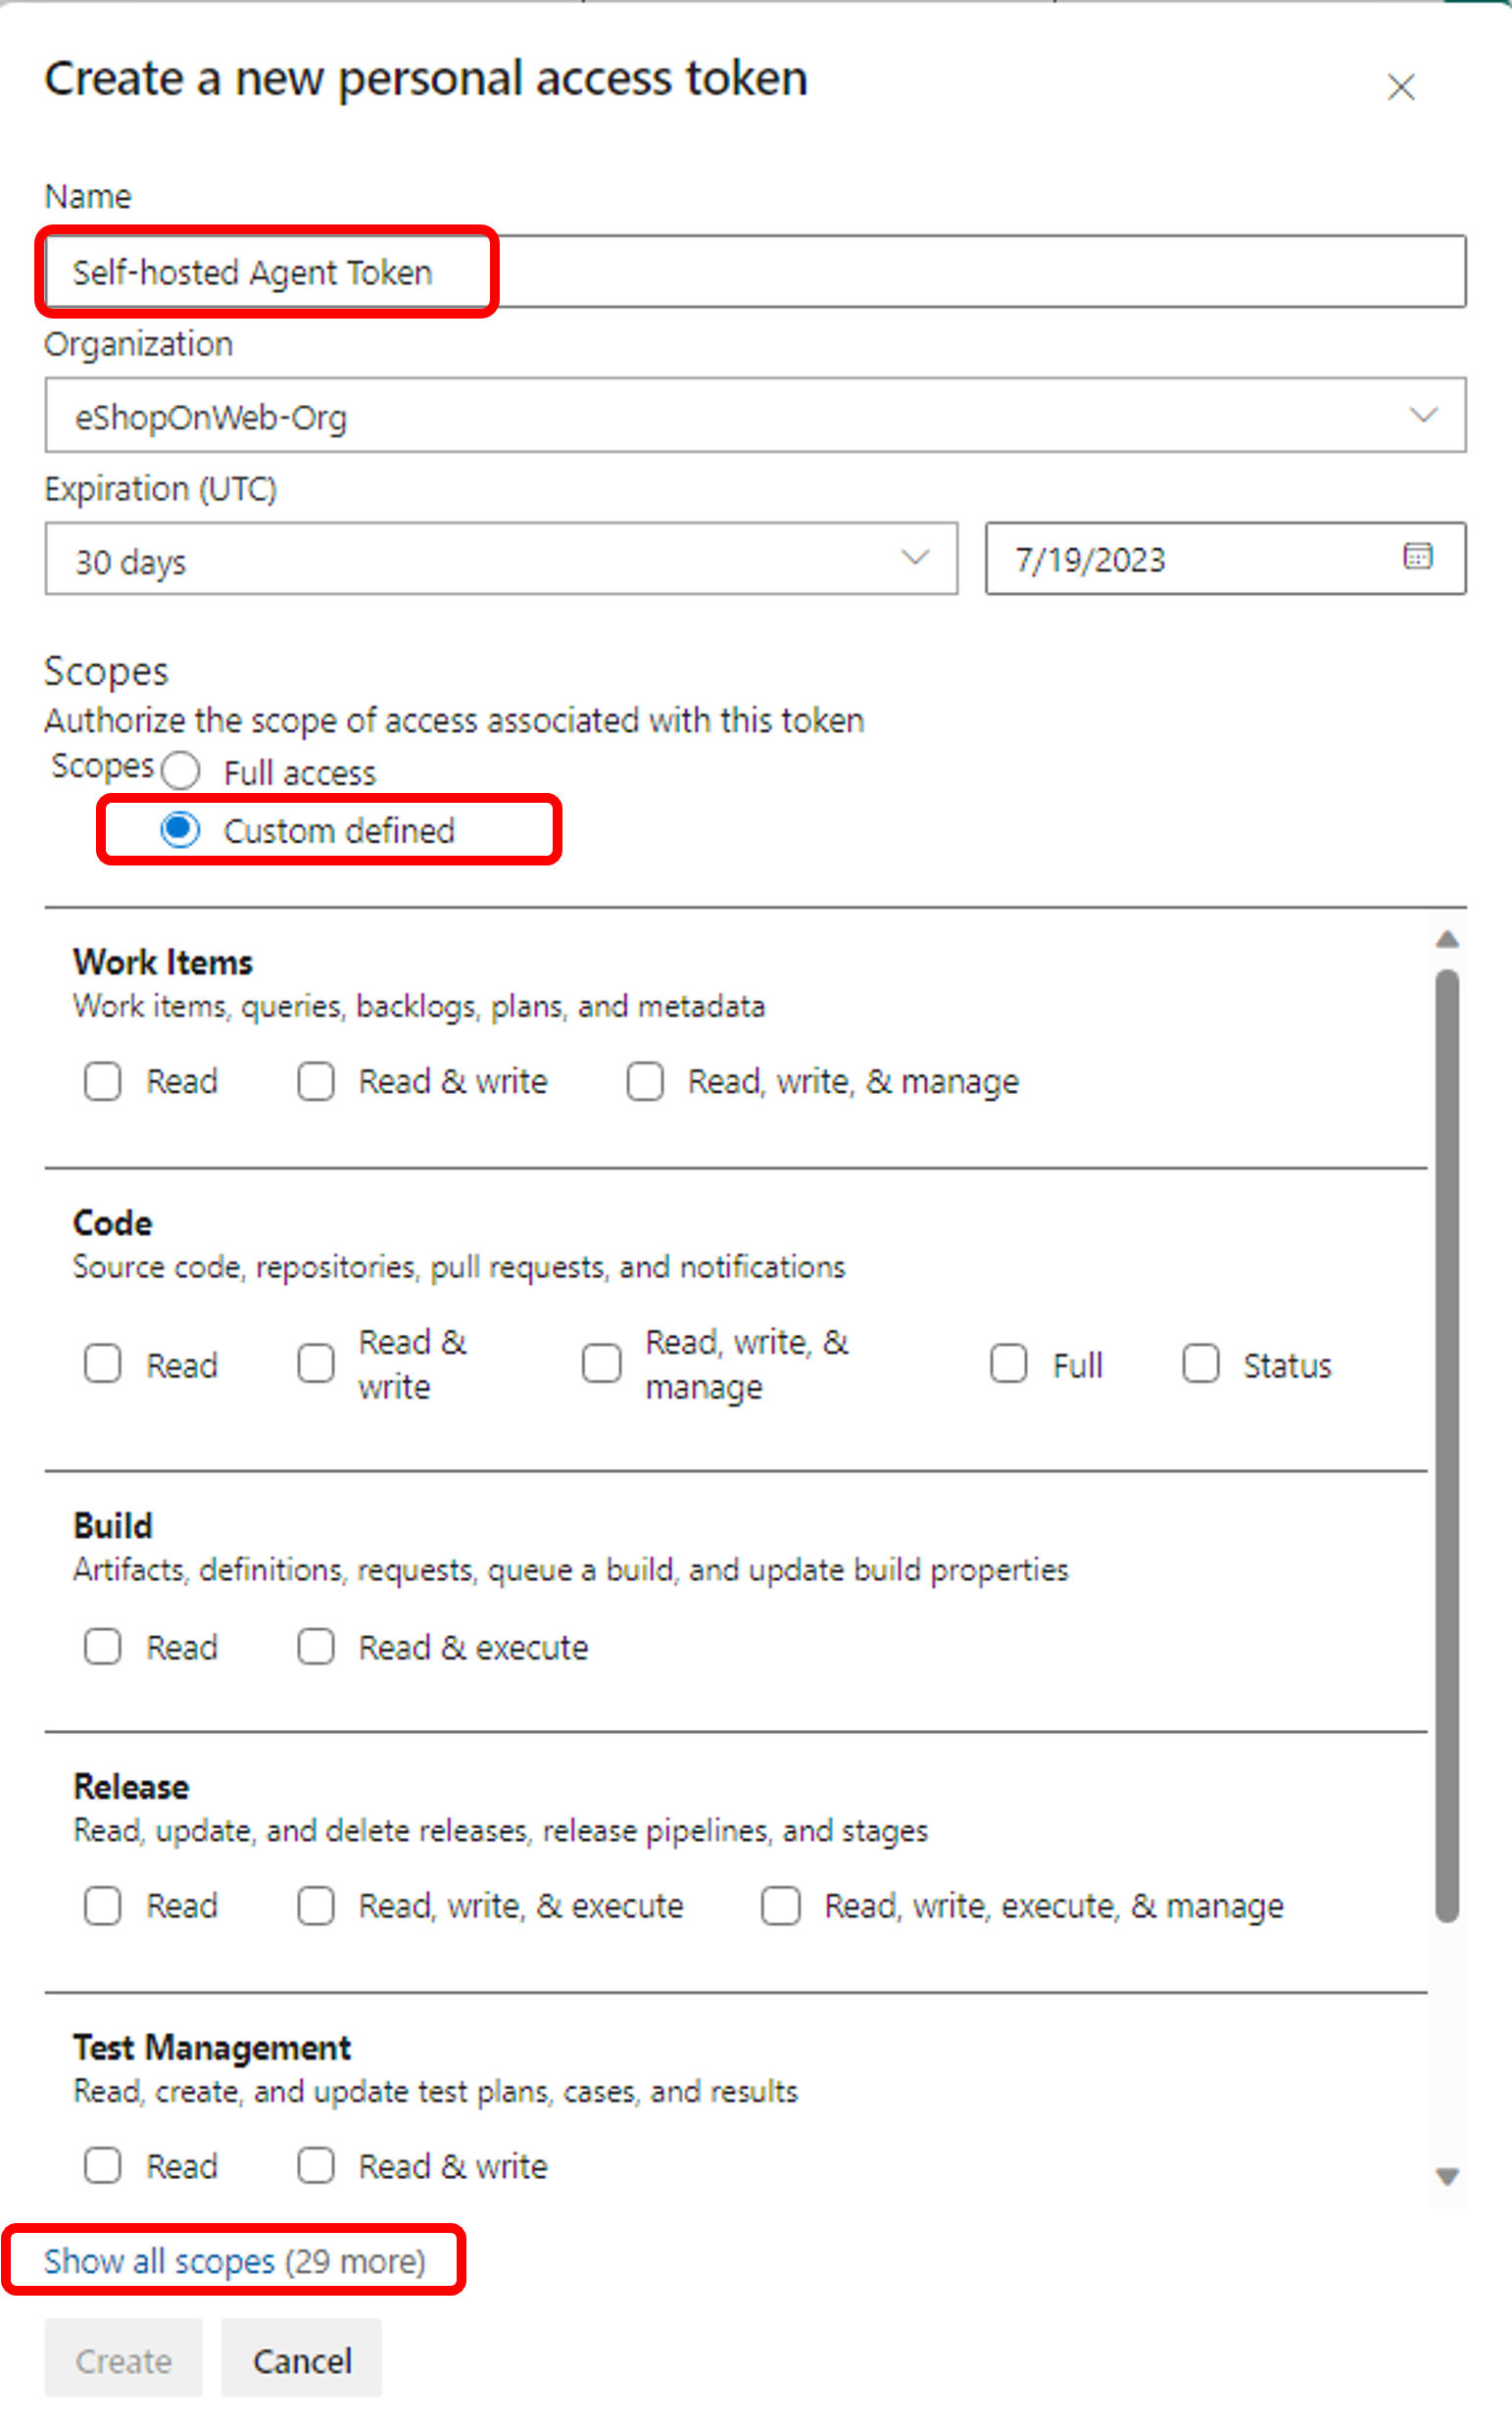 Create a new personal access token
Name
Self-hosted Agent Token
Organization
eShopOnWeb-Org
Expiration (UTC)
30 days 7/19/2023
Scopes
Authorize the scope of access associated with this token
Scopes Full access
Custom defined
Work Items
Work items, queries, backlogs, plans, and metadata
Read Read & write Read, write, & manage
Code
Source code, repositories, pull requests, and notifications
Read Read & write Read, write, & manage Full Status
Build
Artifacts, definitions, requests, queue a build, and update build properties
Read Read & execute
Release
Read, update, and delete releases, release pipelines, and stages
Read Read, write, & execute Read, write, execute, & manage
Test Management
Read, create, and update test plans, cases, and results
Read Read & write
Show all scopes (29 more)
Create Cancel